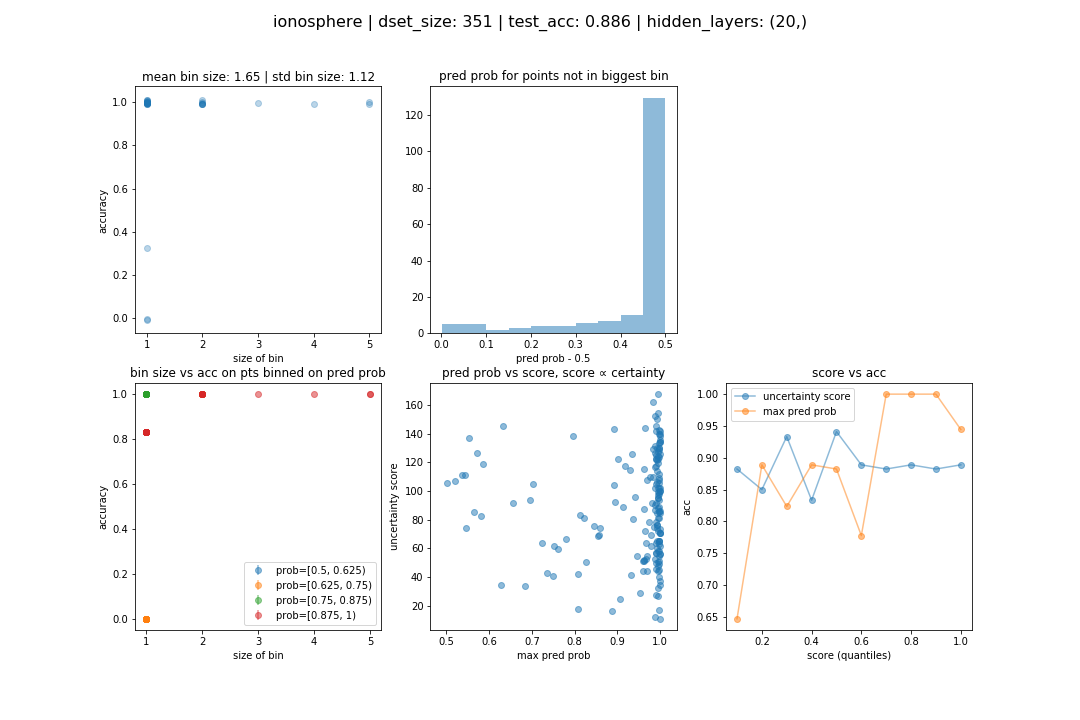 ionosphere | dset_size: 351 | test_acc: 0.886 | hidden_layers: (20,)
mean bin size: 1.65 | std bin size: 1.12
1.0
0.8
0.6
0.4
0.2
0.0
accuracy
1 2 3 4 5
size of bin
pred prob for points not in biggest bin
120
100
80
60
40
20
0
0.0 0.1 0.2 0.3 0.4 0.5
pred prob - 0.5
bin size vs acc on pts binned on pred prob
1.0
0.8
0.6
0.4
0.2
0.0
accuracy
prob=[0.5, 0.625)
prob=[0.625, 0.75)
prob=[0.75, 0.875)
prob=[0.875, 1)
1 2 3 4 5
size of bin
pred prob vs score, score ∝ certainty
160
140
120
100
80
60
40
20
uncertainty score
0.5 0.6 0.7 0.8 0.9 1.0
max pred prob
score vs acc
uncertainty score
max pred prob
1.00
0.95
0.90
0.85
0.80
0.75
0.70
0.65
acc
0.2 0.4 0.6 0.8 1.0
score (quantiles)